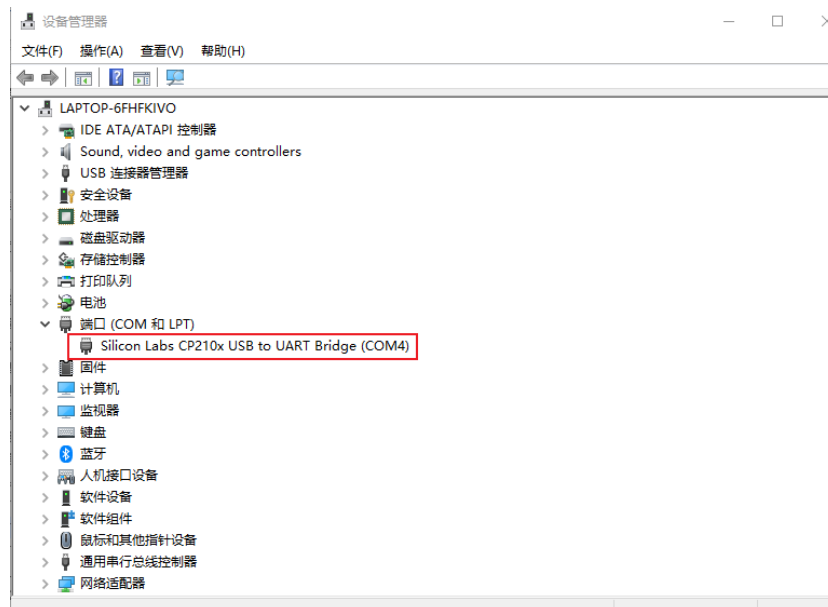 设备管理器
文件(F) 操作(A) 查看(V) 帮助(H)
LAPTOP-6FHFKIVO
IDE ATA/ATAPI 控制器
Sound, video and game controllers
USB 连接器管理器
安全设备
处理器
磁盘驱动器
存储控制器
打印队列
电池
端口 (COM 和 LPT)
Silicon Labs CP210x USB to UART Bridge (COM4)
固件
计算机
监视器
键盘
蓝牙
人机接口设备
软件设备
软件组件
鼠标和其他指针设备
通用串行总线控制器
网络适配器